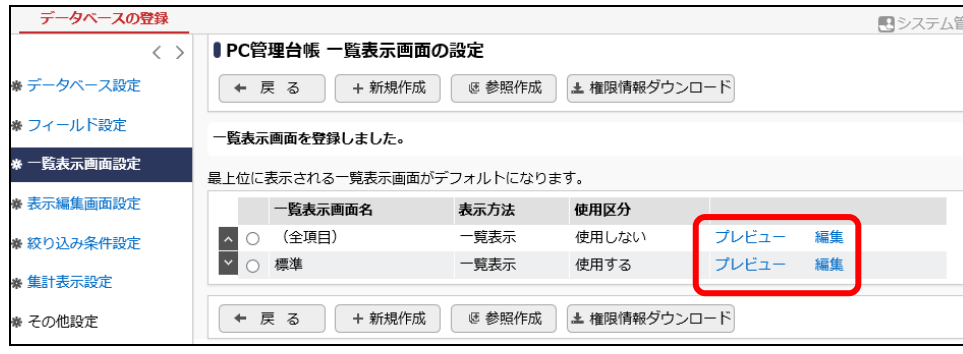 データベースの登録
システム管
PC管理台帳 一覧表示画面の設定
戻 る 新規作成 参照作成 権限情報ダウンロード
データベース設定
フィールド設定
一覧表示画面設定
表示編集画面設定
絞り込み条件設定
集計表示設定
その他設定
一覧表示画面を登録しました。
最上位に表示される一覧表示画面がデフォルトになります。
一覧表示画面名 表示方法 使用区分
（全項目） 一覧表示 使用しない プレビュー 編集
標準 一覧表示 使用する プレビュー 編集
戻 る 新規作成 参照作成 権限情報ダウンロード